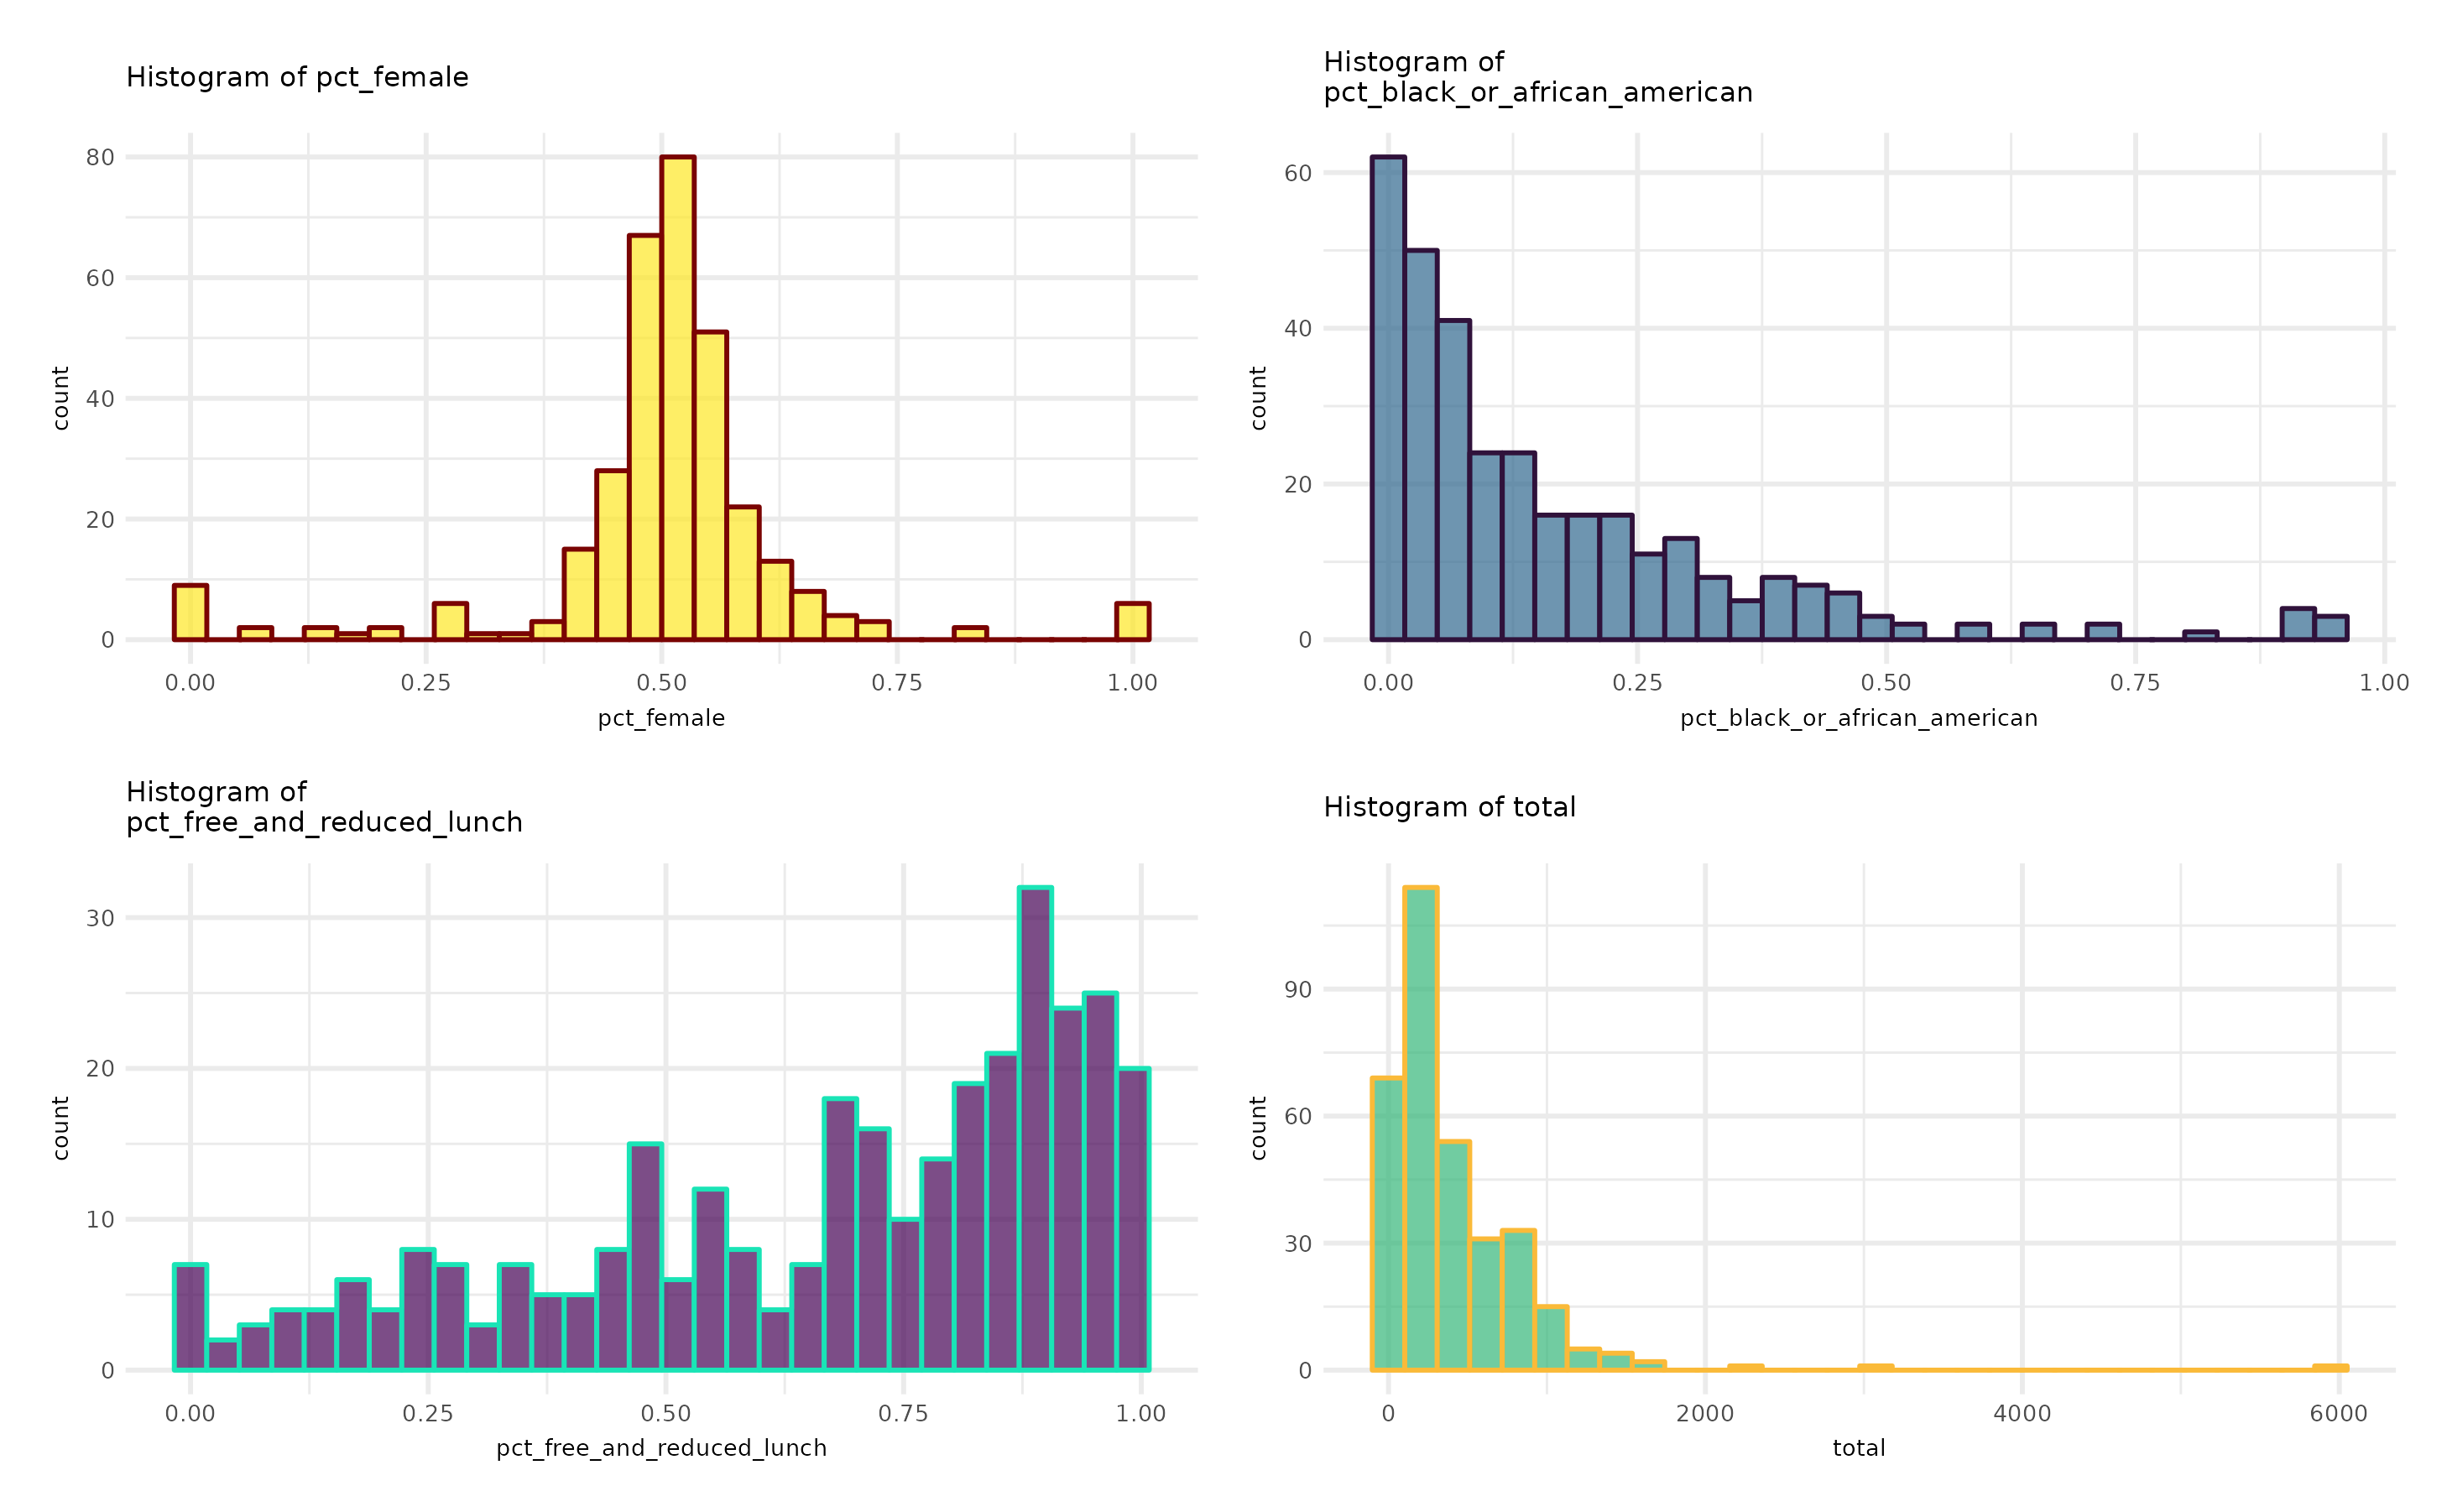 Histogram of pct_female
80
60
40
20
0
count
0.00 0.25 0.50 0.75 1.00
pct_female
Histogram of
pct_black_or_african_american
60
40
20
0
count
0.00 0.25 0.50 0.75 1.00
pct_black_or_african_american
Histogram of
pct_free_and_reduced_lunch
30
20
10
0
count
0.00 0.25 0.50 0.75 1.00
pct_free_and_reduced_lunch
Histogram of total
90
60
30
0
count
0 2000 4000 6000
total